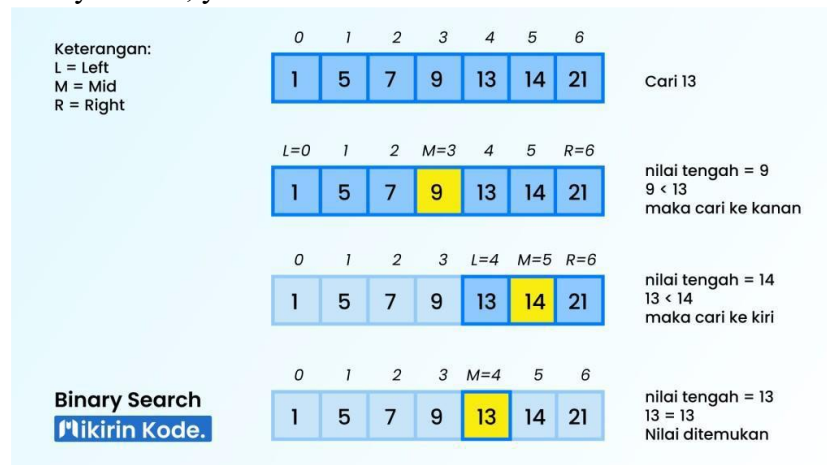 Keterangan:
L = Left
M = Mid
R = Right
0 1 2 3 4 5 6
1 5 7 9 13 14 21
Cari 13
L=0 1 2 M=3 4 5 R=6
1 5 7 9 13 14 21
nilai tengah = 9
9 < 13
maka cari ke kanan
0 1 2 3 L=4 M=5 R=6
1 5 7 9 13 14 21
nilai tengah = 14
13 < 14
maka cari ke kiri
0 1 2 3 M=4 5 6
1 5 7 9 13 14 21
nilai tengah = 13
13 = 13
Nilai ditemukan
Binary Search
Mikirin Kode.